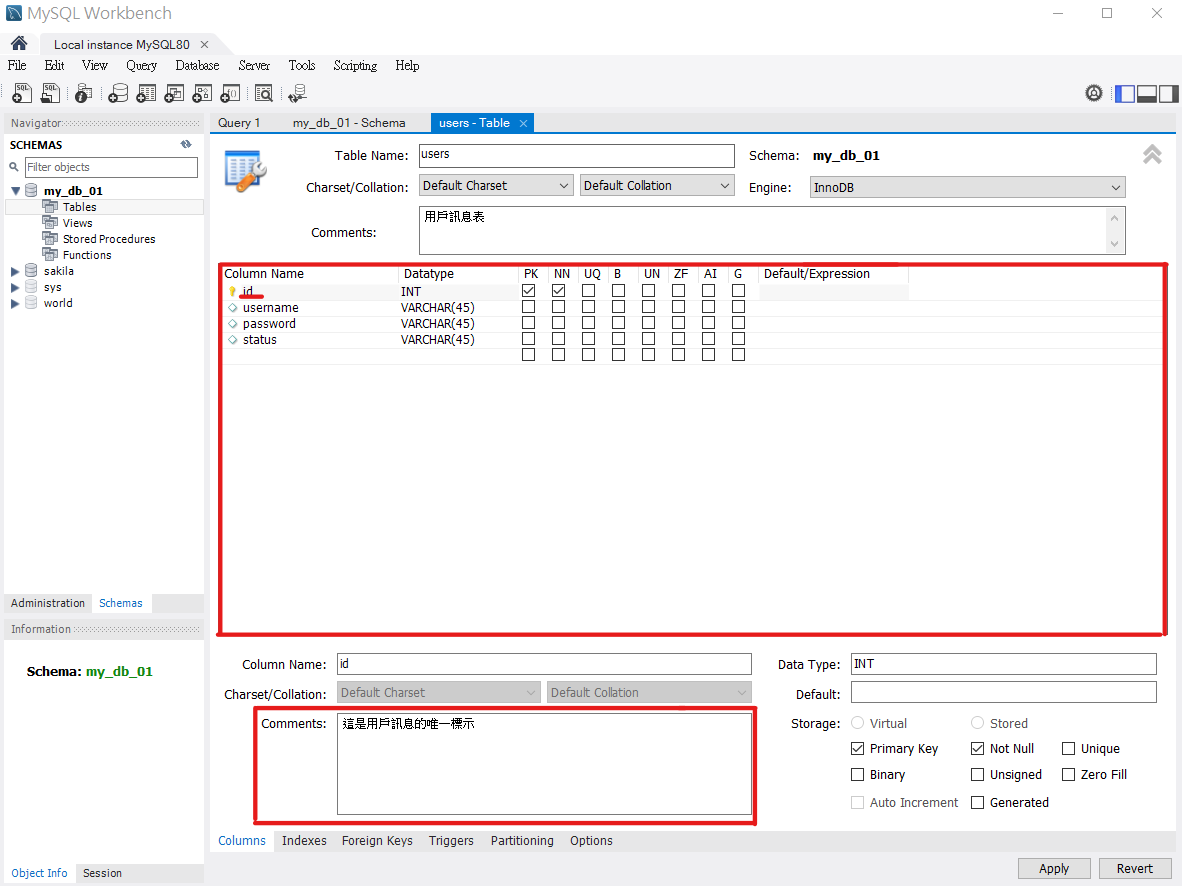 MySQL Workbench
Local instance MySQL80
File Edit View Query Database Server Tools Scripting Help
Navigator
SCHEMAS
Filter objects
my_db_01
Tables
Views
Stored Procedures
Functions
sakila
sys
world
Administration Schemas
Information
Schema: my_db_01
Object Info Session
Query 1 my_db_01 - Schema users - Table
Table Name: users Schema: my_db_01
Charset/Collation: Default Charset Default Collation Engine: InnoDB
Comments: 用戶訊息表
Column Name Datatype PK NN UQ B UN ZF AI G Default/Expression
id INT
username VARCHAR(45)
password VARCHAR(45)
status VARCHAR(45)
Column Name: id Data Type: INT
Charset/Collation: Default Charset Default Collation Default:
Comments: 這是用戶訊息的唯一標示 Storage: Virtual Stored
Primary Key Not Null Unique
Binary Unsigned Zero Fill
Auto Increment Generated
Columns Indexes Foreign Keys Triggers Partitioning Options
Apply Revert